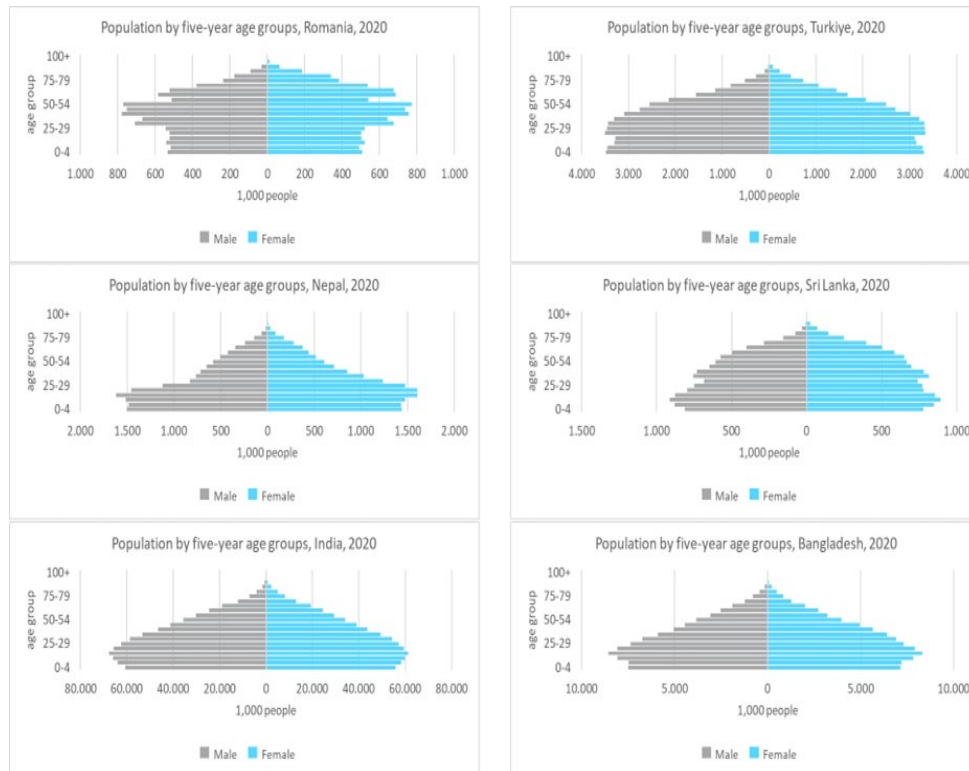 Population by five-year age groups, Romania, 2020
100+
75-79
50-54
25-29
0-4
age group
1.000 800 600 400 200 0 200 400 600 800 1.000
1,000 people
Male Female
Population by five-year age groups, Turkiye, 2020
100+
75-79
50-54
25-29
0-4
age group
4.000 3.000 2.000 1.000 0 1.000 2.000 3.000 4.000
1,000 people
Male Female
Population by five-year age groups, Nepal, 2020
100+
75-79
50-54
25-29
0-4
age group
2.000 1.500 1.000 500 0 500 1.000 1.500 2.000
1,000 people
Male Female
Population by five-year age groups, Sri Lanka, 2020
100+
75-79
50-54
25-29
0-4
age group
1.500 1.000 500 0 500 1.000
1,000 people
Male Female
Population by five-year age groups, India, 2020
100+
75-79
50-54
25-29
0-4
age group
80.000 60.000 40.000 20.000 0 20.000 40.000 60.000 80.000
1,000 people
Male Female
Population by five-year age groups, Bangladesh, 2020
100+
75-79
50-54
25-29
0-4
age group
10.000 5.000 0 5.000 10.000
1,000 people
Male Female